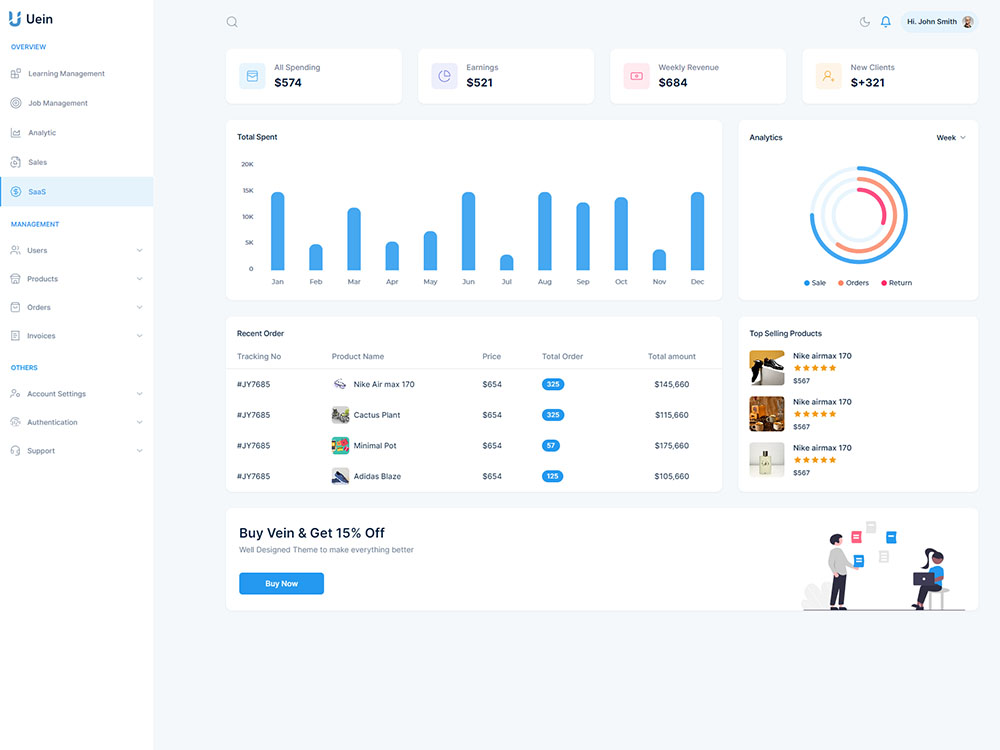 Uein
OVERVIEW
Learning Management
Job Management
Analytic
Sales
SaaS
MANAGEMENT
Users
Products
Orders
Invoices
OTHERS
Account Settings
Authentication
Support
Hi. John Smith
All Spending
$574
Earnings
$521
Weekly Revenue
$684
New Clients
$+321
Total Spent
20K
15K
10K
5K
0
Jan Feb Mar Apr May Jun Jul Aug Sep Oct Nov Dec
Analytics Week
Sale Orders Return
Recent Order
Tracking No Product Name Price Total Order Total amount
#JY7685 Nike Air max 170 $654 325 $145,660
#JY7685 Cactus Plant $654 325 $115,660
#JY7685 Minimal Pot $654 57 $175,660
#JY7685 Adidas Blaze $654 125 $105,660
Top Selling Products
Nike airmax 170
$567
Nike airmax 170
$567
Nike airmax 170
$567
Buy Vein & Get 15% Off
Well Designed Theme to make everything better
Buy Now